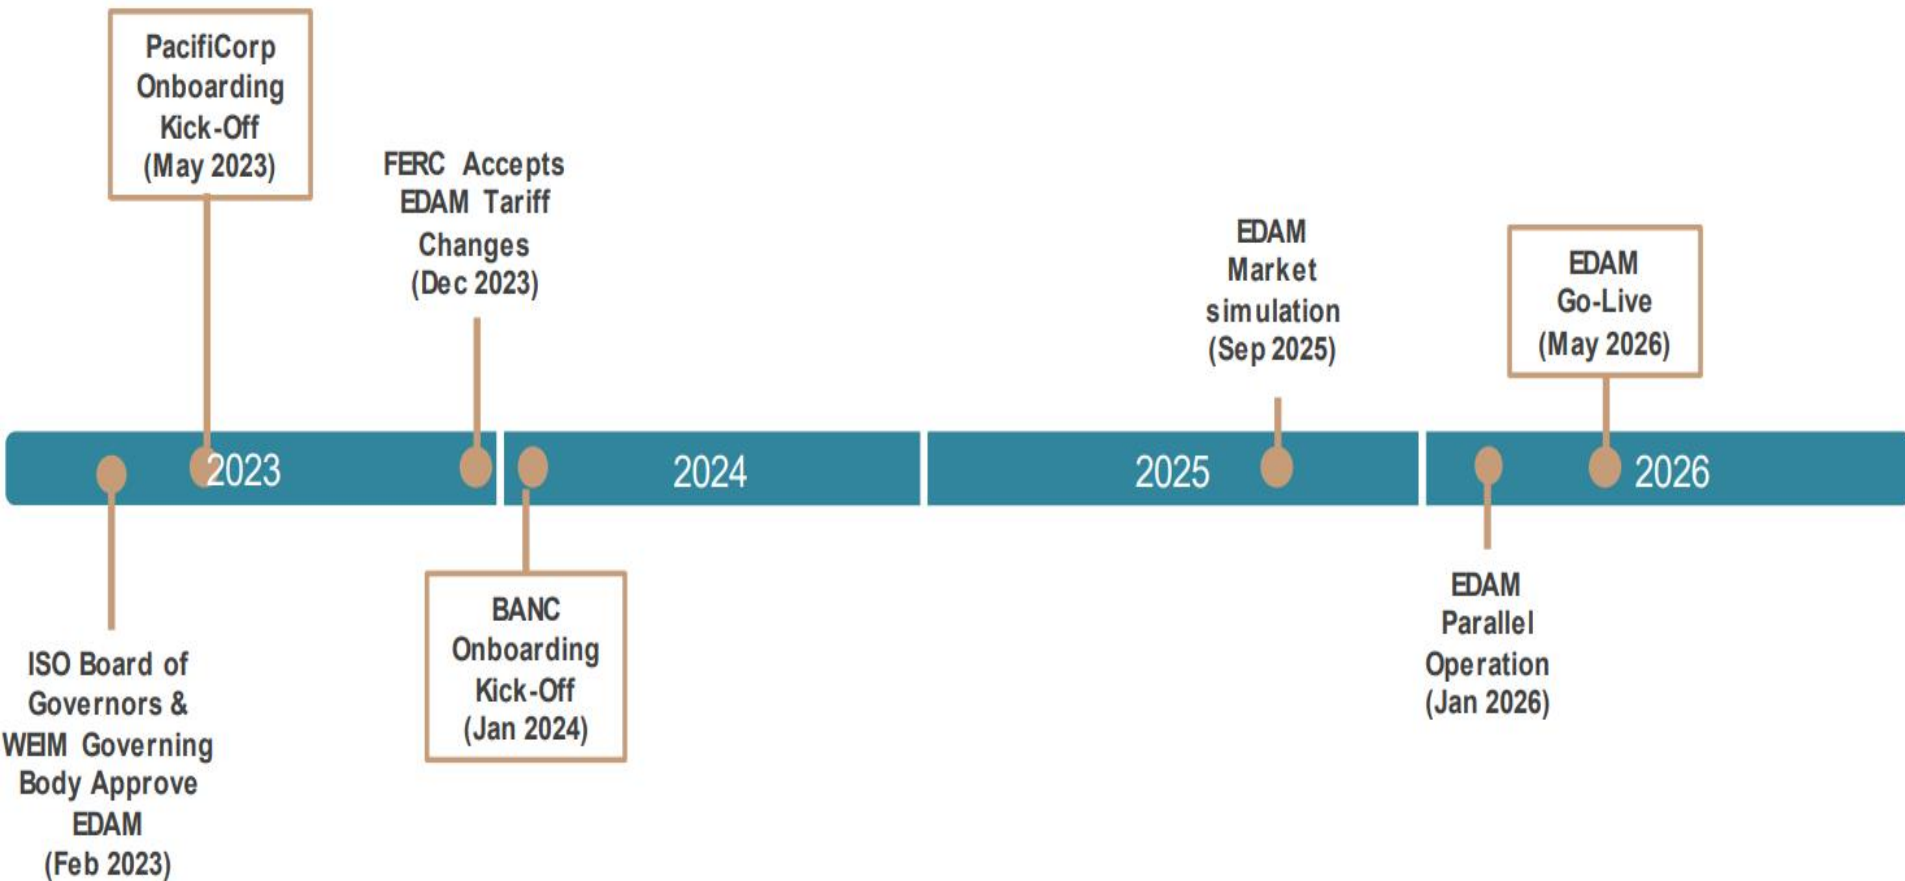 PacifiCorp
Onboarding
Kick-Off
(May 2023)
FERC Accepts
EDAM Tariff
Changes
(Dec 2023)
EDAM
Market
simulation
(Sep 2025)
EDAM
Go-Live
(May 2026)
2023
2024
2025
2026
ISO Board of
Governors &
WEIM Governing
Body Approve
EDAM
(Feb 2023)
BANC
Onboarding
Kick-Off
(Jan 2024)
EDAM
Parallel
Operation
(Jan 2026)